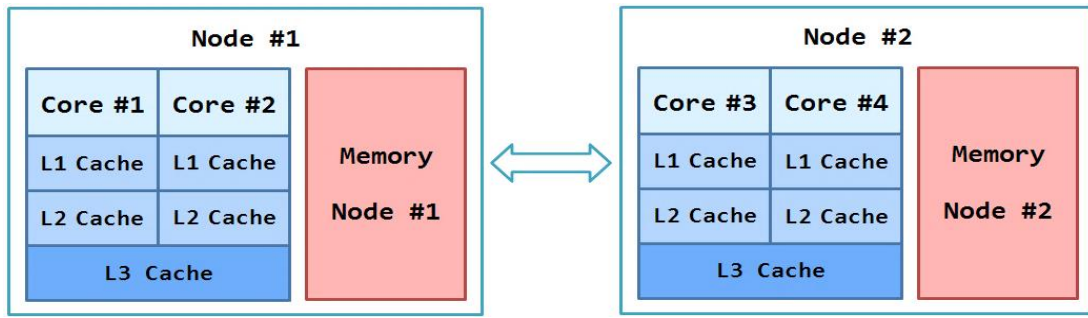 Node #1
Core #1 Core #2
L1 Cache L1 Cache
L2 Cache L2 Cache
L3 Cache
Memory
Node #1
Node #2
Core #3 Core #4
L1 Cache L1 Cache
L2 Cache L2 Cache
L3 Cache
Memory
Node #2